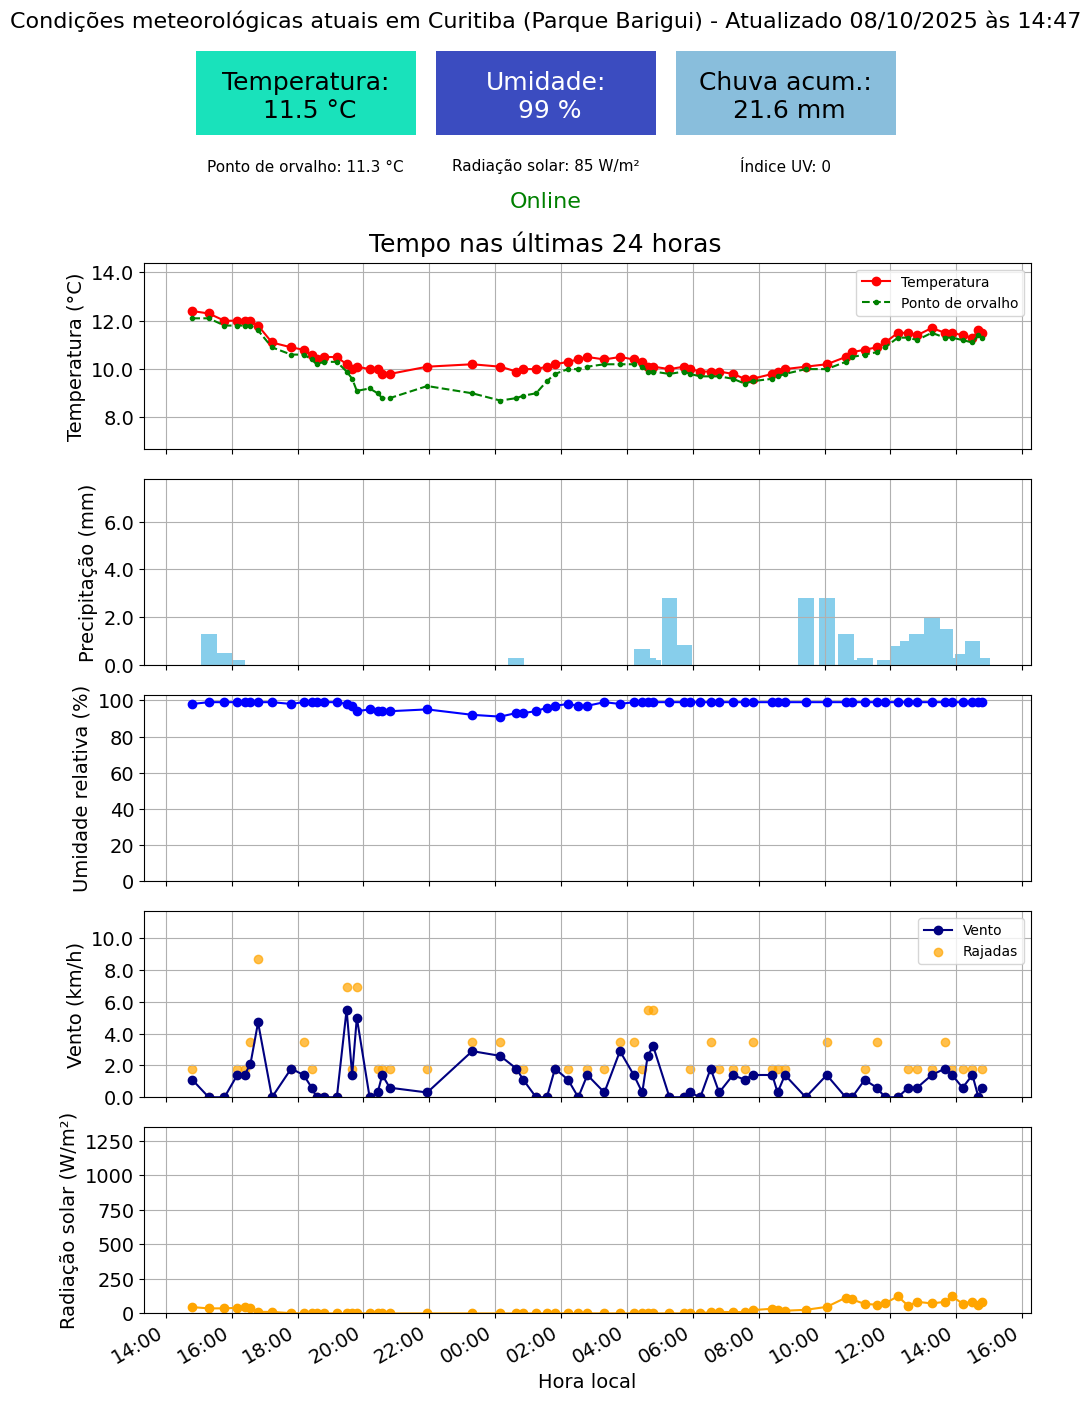 Condições meteorológicas atuais em Curitiba (Parque Barigui) - Atualizado 08/10/2025 às 14:47
Temperatura:
11.5 °C
Umidade:
99 %
Chuva acum.:
21.6 mm
Ponto de orvalho: 11.3 °C
Radiação solar: 85 W/m²
Índice UV: 0
Online
Tempo nas últimas 24 horas
Temperatura (°C)
14.0
12.0
10.0
8.0
Temperatura
Ponto de orvalho
Precipitação (mm)
6.0
4.0
2.0
0.0
Umidade relativa (%)
100
80
60
40
20
0
Vento (km/h)
10.0
8.0
6.0
4.0
2.0
0.0
Vento
Rajadas
Radiação solar (W/m²)
1250
1000
750
500
250
0
14:00
16:00
18:00
20:00
22:00
00:00
02:00
04:00
06:00
08:00
10:00
12:00
14:00
16:00
Hora local